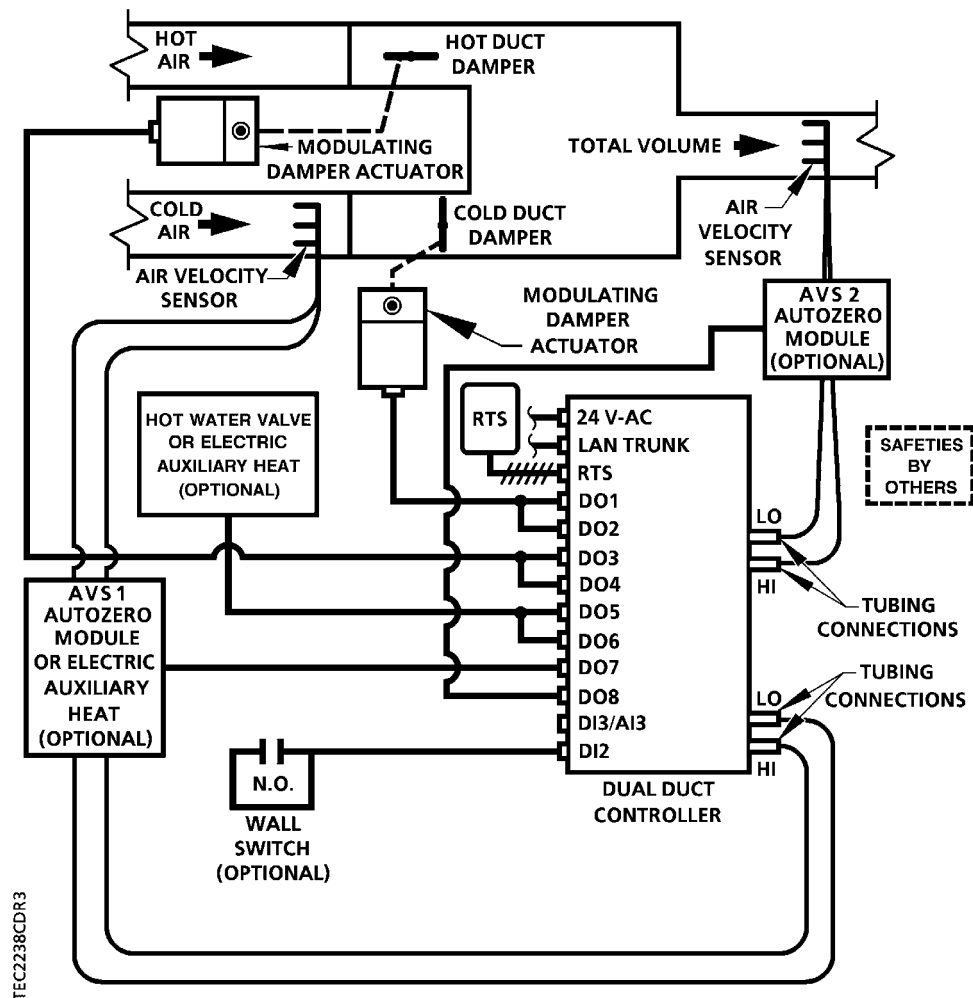 HOT
AIR
HOT DUCT
DAMPER
MODULATING
DAMPER ACTUATOR
TOTAL VOLUME
COLD
AIR
COLD DUCT
DAMPER
AIR
VELOCITY
SENSOR
AIR VELOCITY
SENSOR
MODULATING
DAMPER
ACTUATOR
AVS 2
AUTOZERO
MODULE
(OPTIONAL)
HOT WATER VALVE
OR ELECTRIC
AUXILIARY HEAT
(OPTIONAL)
RTS
24 V-AC
LAN TRUNK
RTS
DO1
DO2
DO3
DO4
DO5
DO6
DO7
DO8
DI3/AI3
DI2
SAFETIES
BY
OTHERS
LO
HI
TUBING
CONNECTIONS
LO
HI
TUBING
CONNECTIONS
AVS 1
AUTOZERO
MODULE
OR ELECTRIC
AUXILIARY
HEAT
(OPTIONAL)
N.O.
WALL
SWITCH
(OPTIONAL)
DUAL DUCT
CONTROLLER
TEC2238CDR3